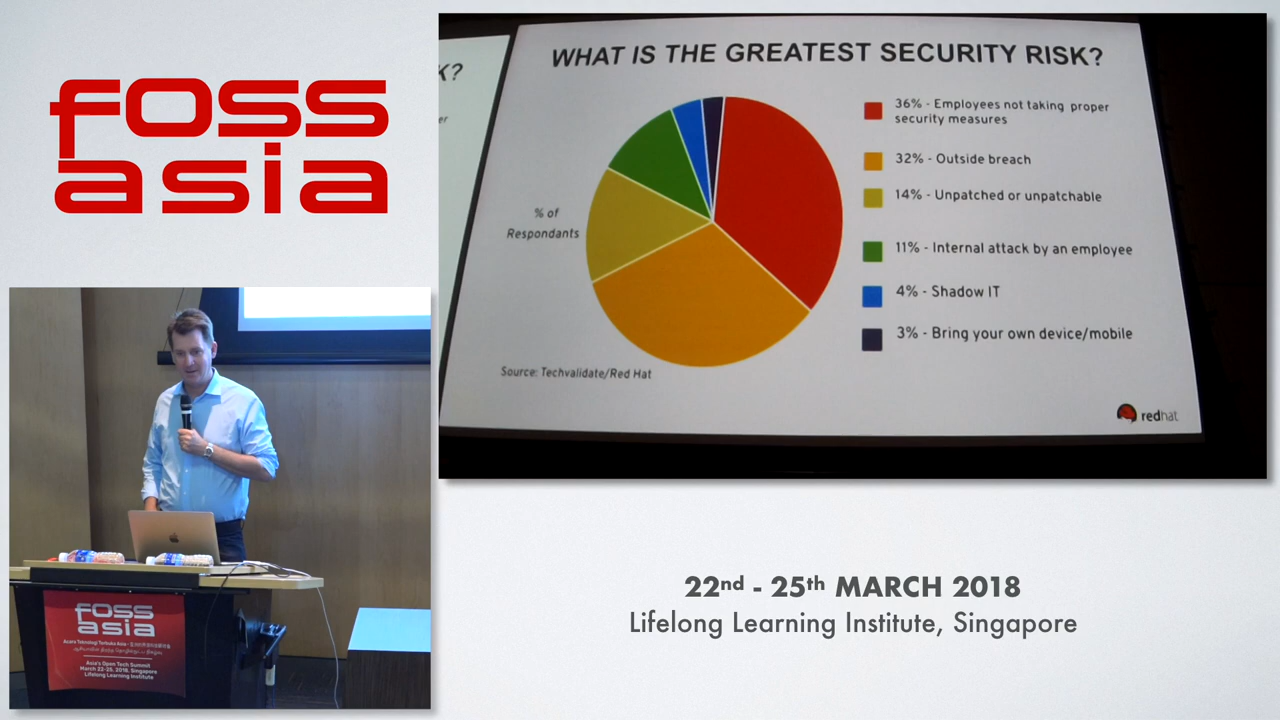 foss
asia
WHAT IS THE GREATEST SECURITY RISK?
K?
er
% of
Respondants
36% - Employees not taking proper
security measures
32% - Outside breach
14% - Unpatched or unpatchable
11% - Internal attack by an employee
4% - Shadow IT
3% - Bring your own device/mobile
Source: Techvalidate/Red Hat
redhat
foss
asia
Asia's Open Tech Summit
March 22-25, 2018, Singapore
Lifelong Learning Institute
22nd - 25th MARCH 2018
Lifelong Learning Institute, Singapore